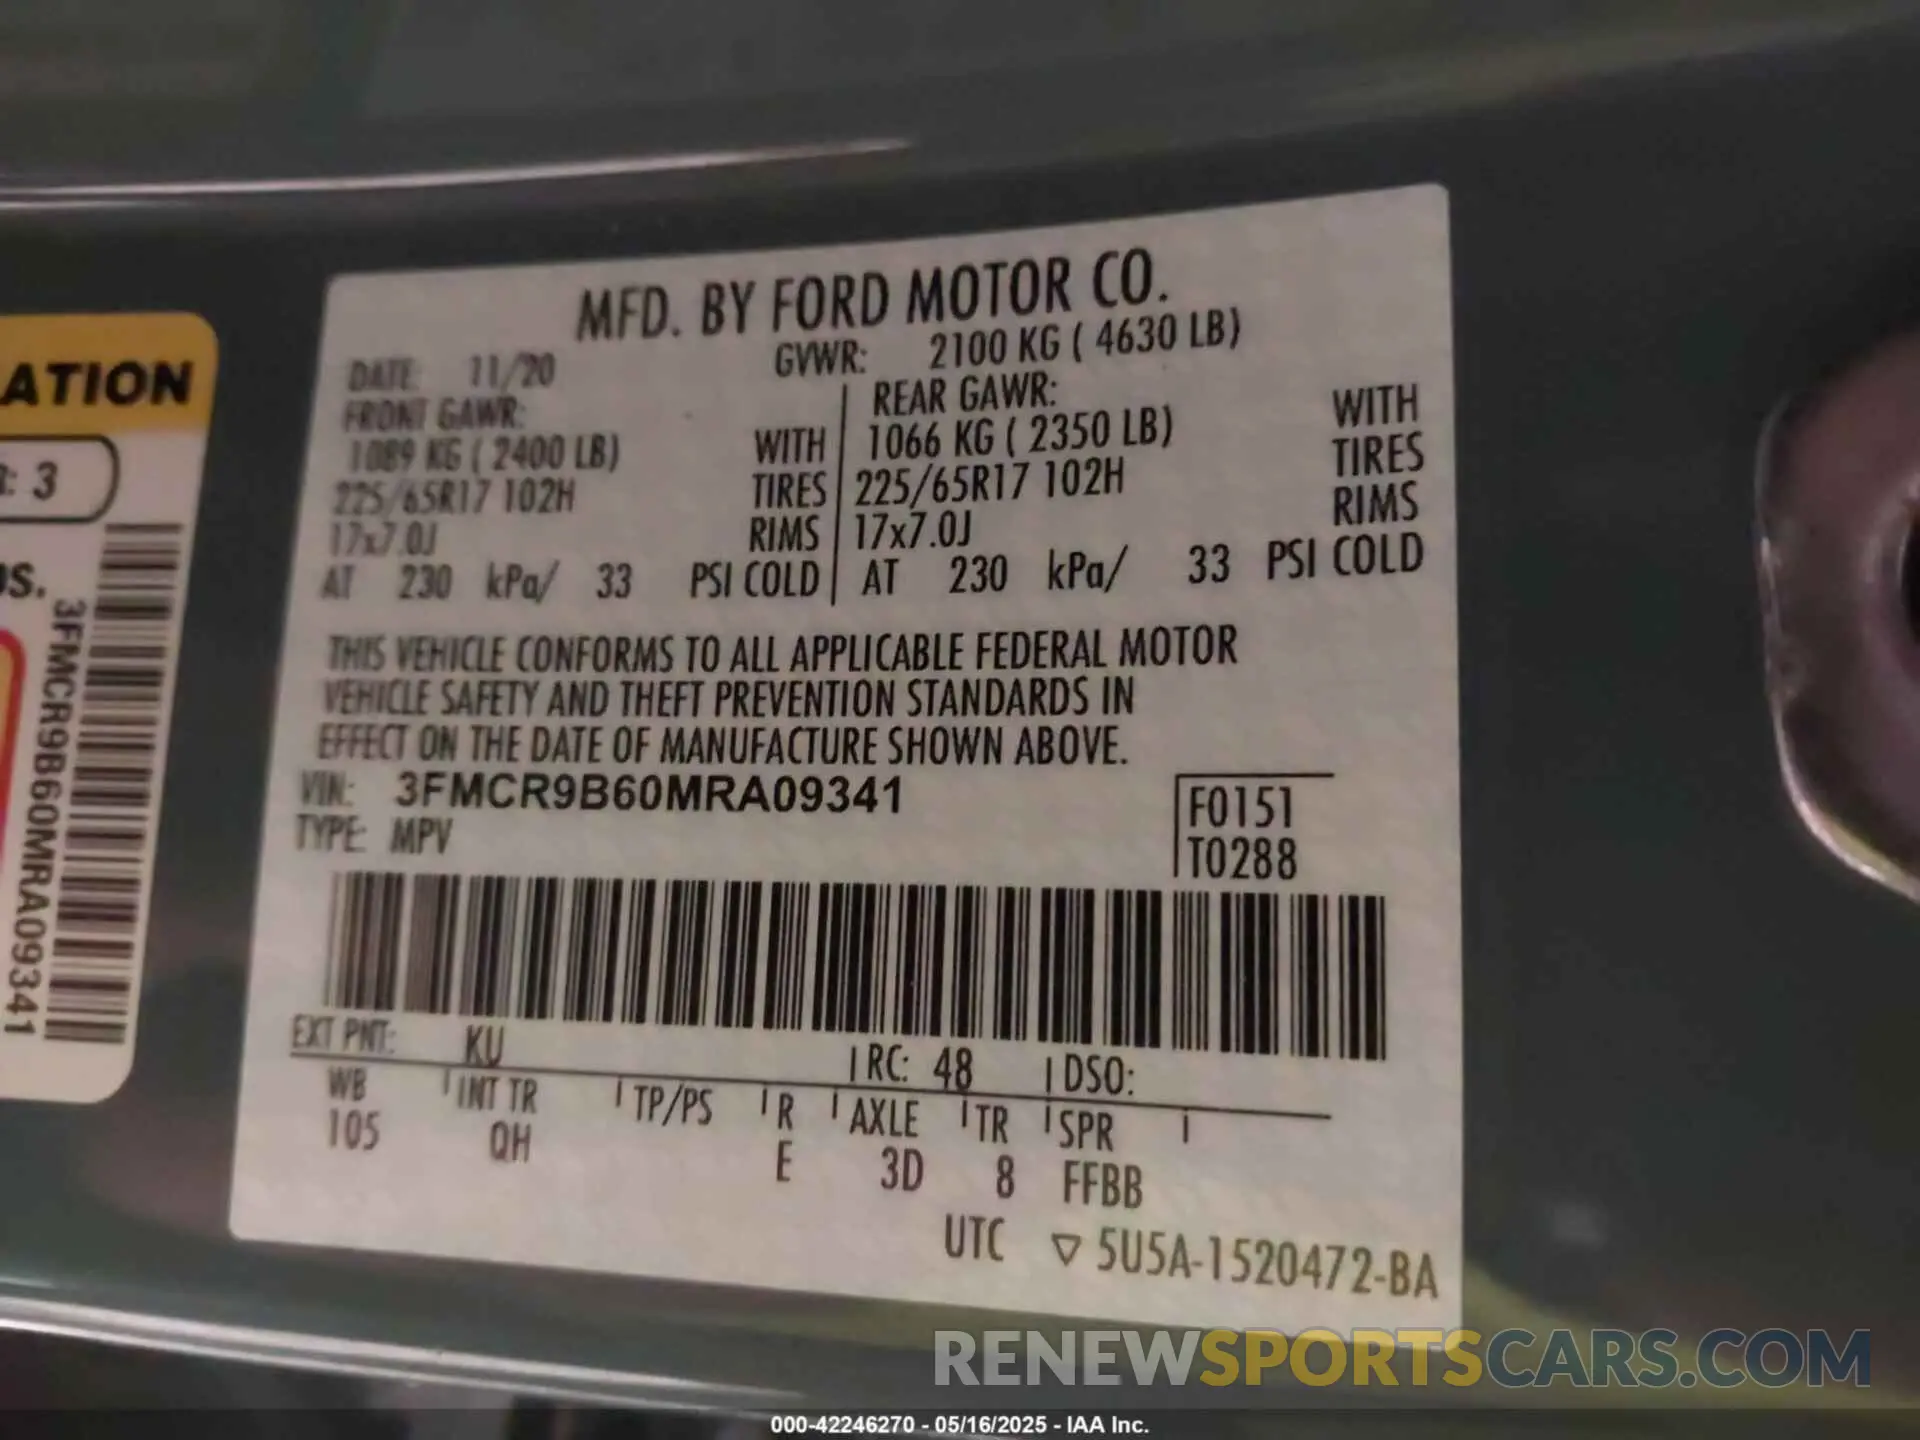 MFD. BY FORD MOTOR CO.
DATE: 11/20 GVWR: 2100 KG ( 4630 LB)
FRONT GAWR: REAR GAWR:
1089 KG ( 2400 LB) WITH 1066 KG ( 2350 LB) WITH
225/65R17 102H TIRES 225/65R17 102H TIRES
17x7.0J RIMS 17x7.0J RIMS
AT 230 kPa/ 33 PSI COLD AT 230 kPa/ 33 PSI COLD
THIS VEHICLE CONFORMS TO ALL APPLICABLE FEDERAL MOTOR
VEHICLE SAFETY AND THEFT PREVENTION STANDARDS IN
EFFECT ON THE DATE OF MANUFACTURE SHOWN ABOVE.
VIN: 3FMCR9B60MRA09341
TYPE: MPV
F0151
T0288
EXT PNT: KU RC: 48 DSO:
WB INT TR TP/PS R AXLE TR SPR
105 QH E 3D 8 FFBB
UTC ▽ 5U5A-1520472-BA
ATION
: 3
S.
3FMCR9B60MRA09341
RENEWSPORTSCARS.COM
000-42246270 - 05/16/2025 - IAA Inc.